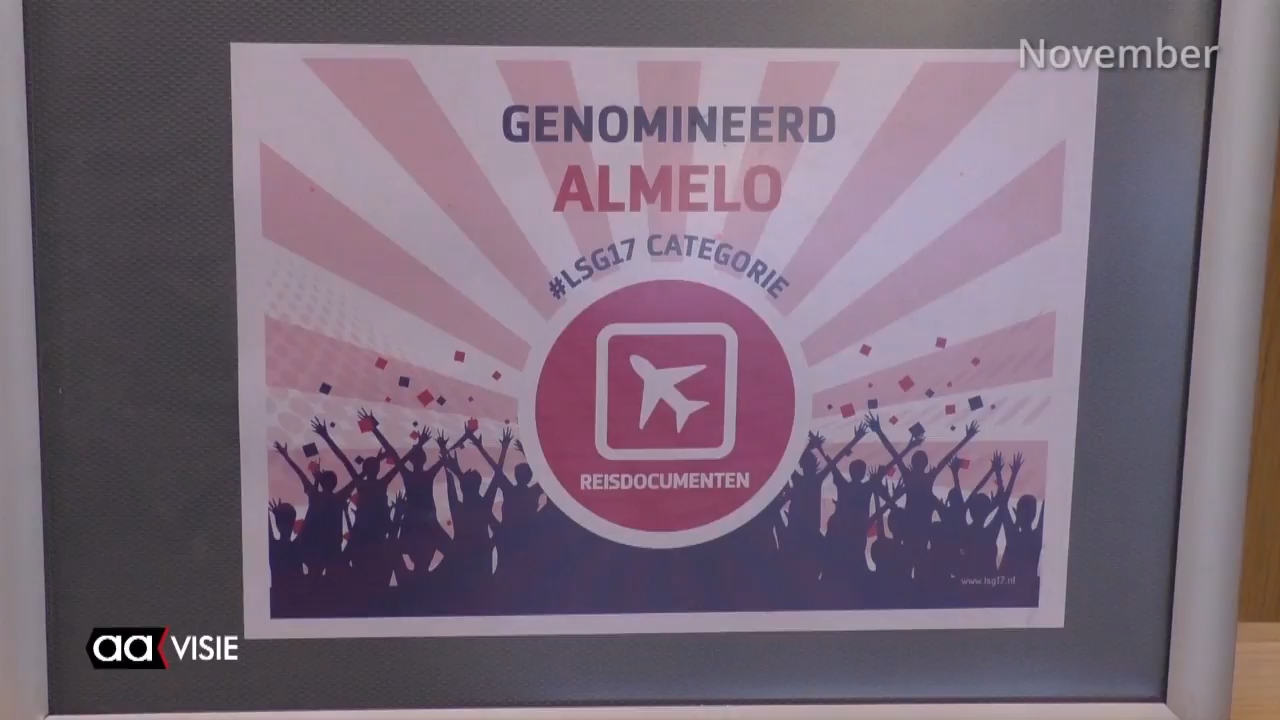 November
GENOMINEERD
ALMELO
#LSG17 CATEGORIE
REISDOCUMENTEN
www.lsg17.nl
aa VISIE